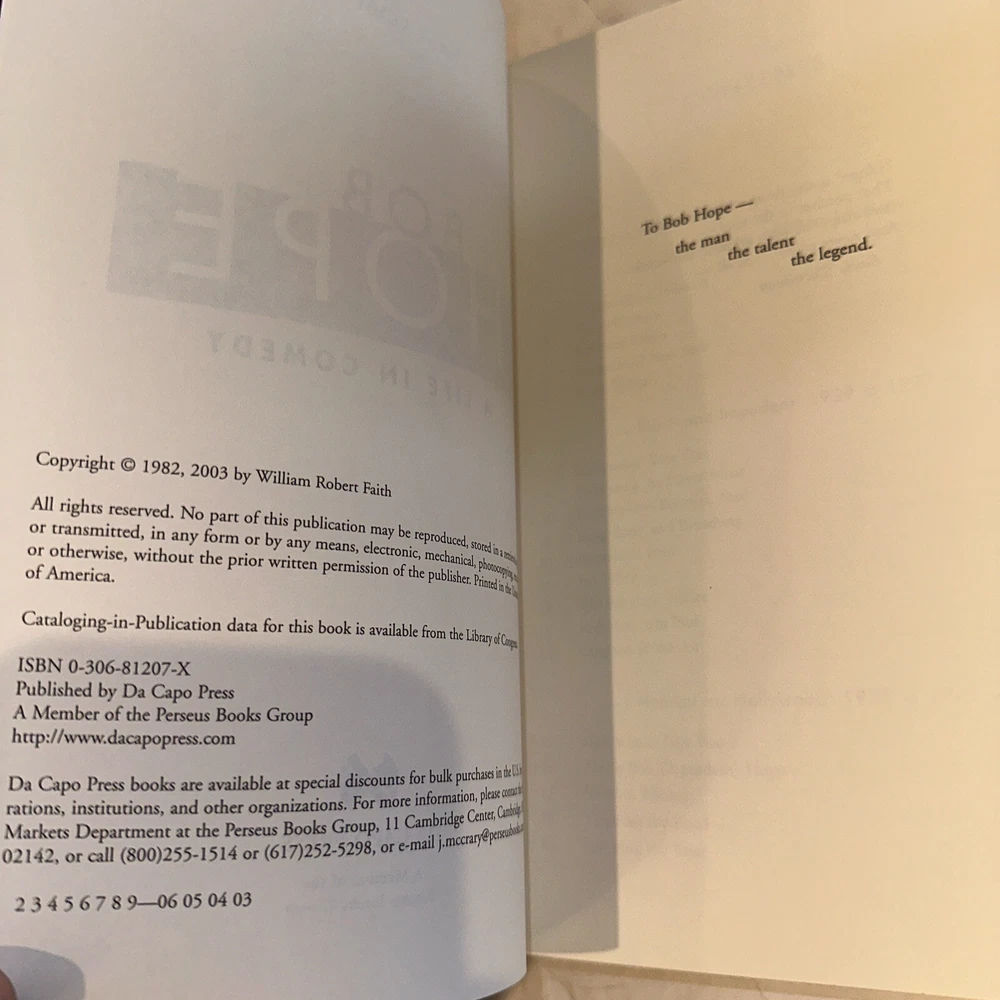 Copyright © 1982, 2003 by William Robert Faith
All rights reserved. No part of this publication may be reproduced, stored in a
or transmitted, in any form or by any means, electronic, mechanical, photocopying,
or otherwise, without the prior written permission of the publisher. Printed in the
of America.
Cataloging-in-Publication data for this book is available from the Library of
ISBN 0-306-81207-X
Published by Da Capo Press
A Member of the Perseus Books Group
http://www.dacapopress.com
Da Capo Press books are available at special discounts for bulk purchases in the U.S.
rations, institutions, and other organizations. For more information, please contact
Markets Department at the Perseus Books Group, 11 Cambridge Center,
02142, or call (800)255-1514 or (617)252-5298, or e-mail
2 3 4 5 6 7 8 9—06 05 04 03
To Bob Hope —
the man
the talent
the legend.